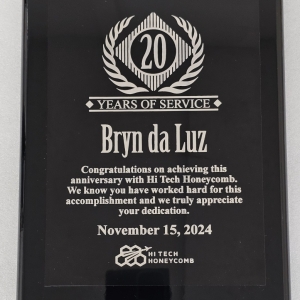 20
YEARS OF SERVICE
Bryn da Luz
Congratulations on achieving this
anniversary with Hi Tech Honeycomb.
We know you have worked hard for this
accomplishment and we truly appreciate
your dedication.
November 15, 2024
HI TECH
HONEYCOMB